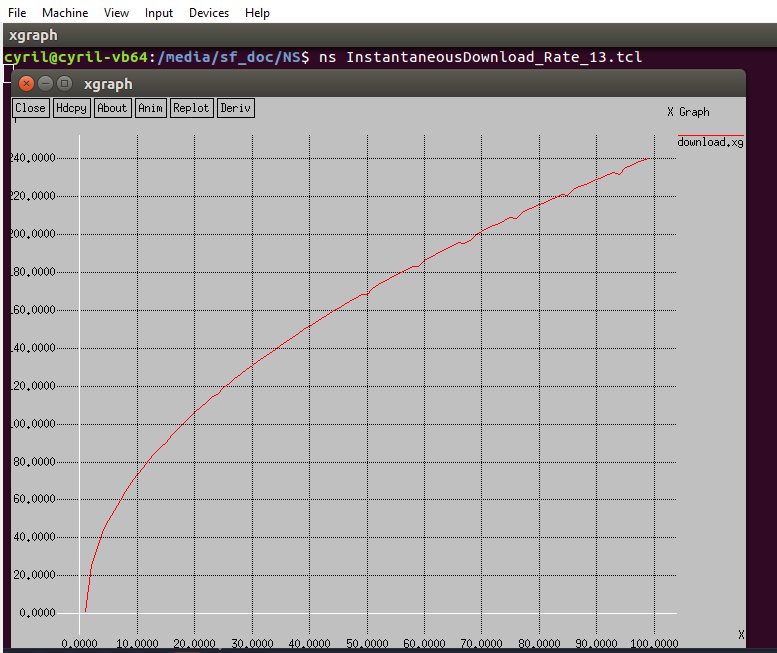 File Machine View Input Devices Help
xgraph
cyril@cyril-vb64:/media/sf_doc/NS$ ns InstantaneousDownload_Rate_13.tcl
xgraph
Close Hdcpy About Anim Replot Deriv
X Graph
download.xg
240.0000
220.0000
200.0000
180.0000
160.0000
140.0000
120.0000
100.0000
80.0000
60.0000
40.0000
20.0000
0.0000
X
0.0000 10.0000 20.0000 30.0000 40.0000 50.0000 60.0000 70.0000 80.0000 90.0000 100.0000